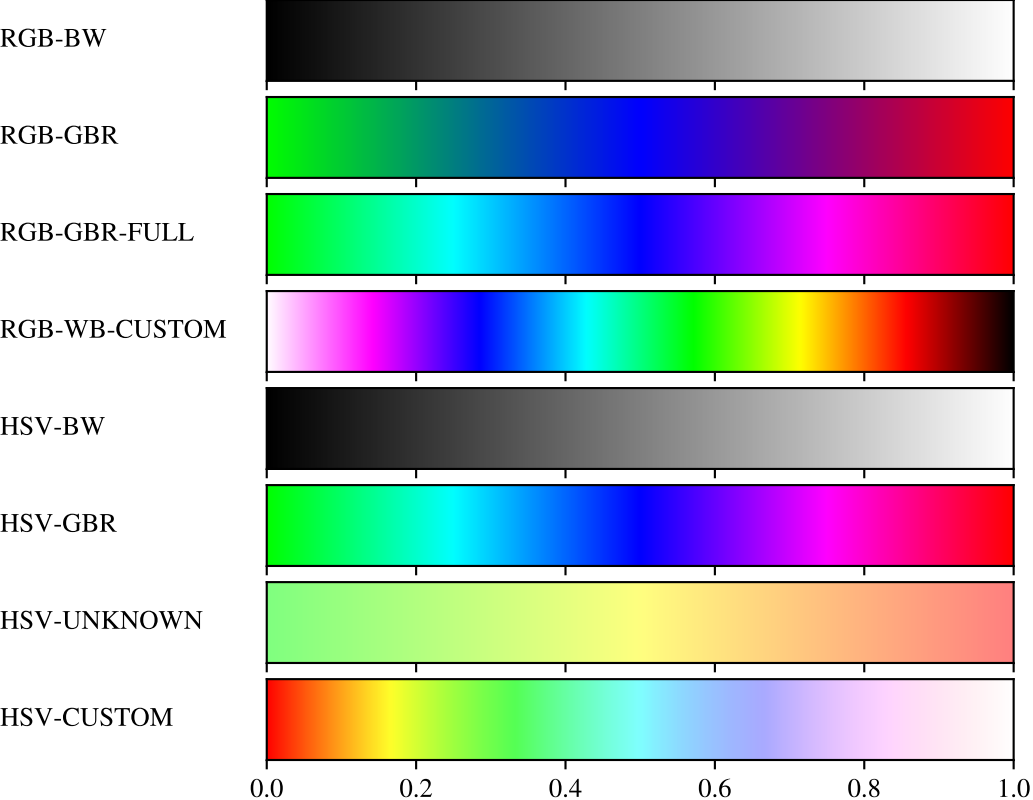 RGB-BW
RGB-GBR
RGB-GBR-FULL
RGB-WB-CUSTOM
HSV-BW
HSV-GBR
HSV-UNKNOWN
HSV-CUSTOM
0.0 0.2 0.4 0.6 0.8 1.0